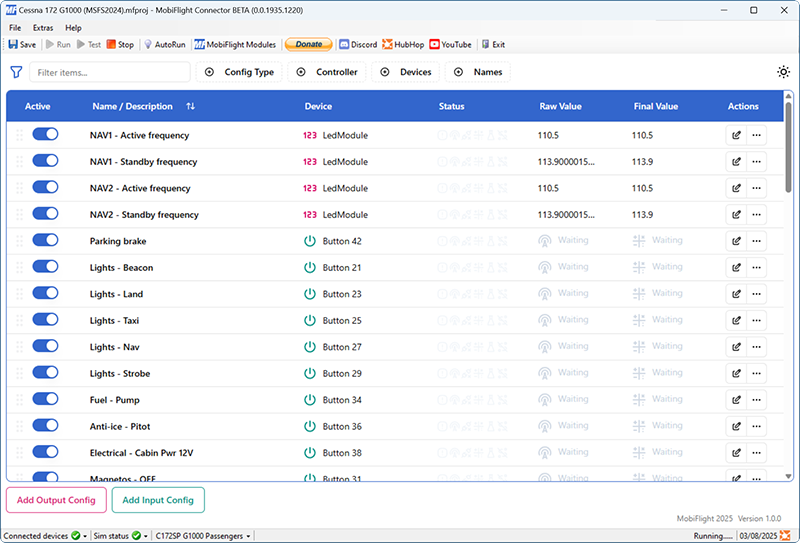 MF Cessna 172 G1000 (MSFS2024).mfproj - MobiFlight Connector BETA (0.0.1935.1220)
File Extras Help
Save Run Test Stop AutoRun MF MobiFlight Modules Donate Discord HubHop YouTube Exit
Filter items... Config Type Controller Devices Names
Active Name / Description Device Status Raw Value Final Value Actions
NAV1 - Active frequency 123 LedModule 110.5 110.5
NAV1 - Standby frequency 123 LedModule 113.9000015... 113.9
NAV2 - Active frequency 123 LedModule 110.5 110.5
NAV2 - Standby frequency 123 LedModule 113.9000015... 113.9
Parking brake Button 42 Waiting Waiting
Lights - Beacon Button 21 Waiting Waiting
Lights - Land Button 23 Waiting Waiting
Lights - Taxi Button 25 Waiting Waiting
Lights - Nav Button 27 Waiting Waiting
Lights - Strobe Button 29 Waiting Waiting
Fuel - Pump Button 34 Waiting Waiting
Anti-ice - Pitot Button 36 Waiting Waiting
Electrical - Cabin Pwr 12V Button 38 Waiting Waiting
Magnetos - OFF Button 31 Waiting Waiting
Add Output Config Add Input Config
MobiFlight 2025 Version 1.0.0
Connected devices Sim status C172SP G1000 Passengers Running..... 03/08/2025